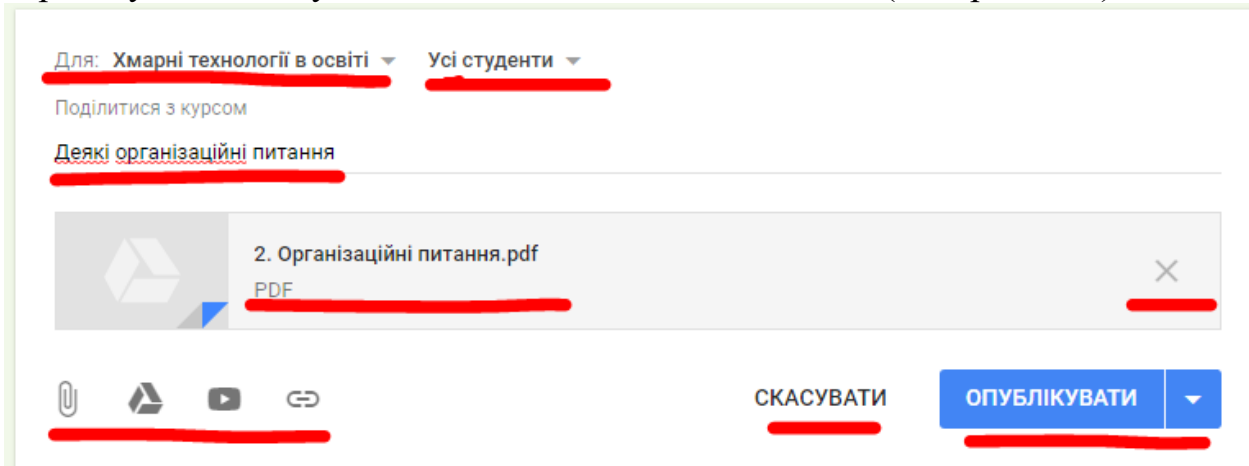 Для: Хмарні технології в освіті Усі студенти
Поділитися з курсом
Деякі організаційні питання
2. Організаційні питання.pdf
PDF
СКАСУВАТИ ОПУБЛІКУВАТИ